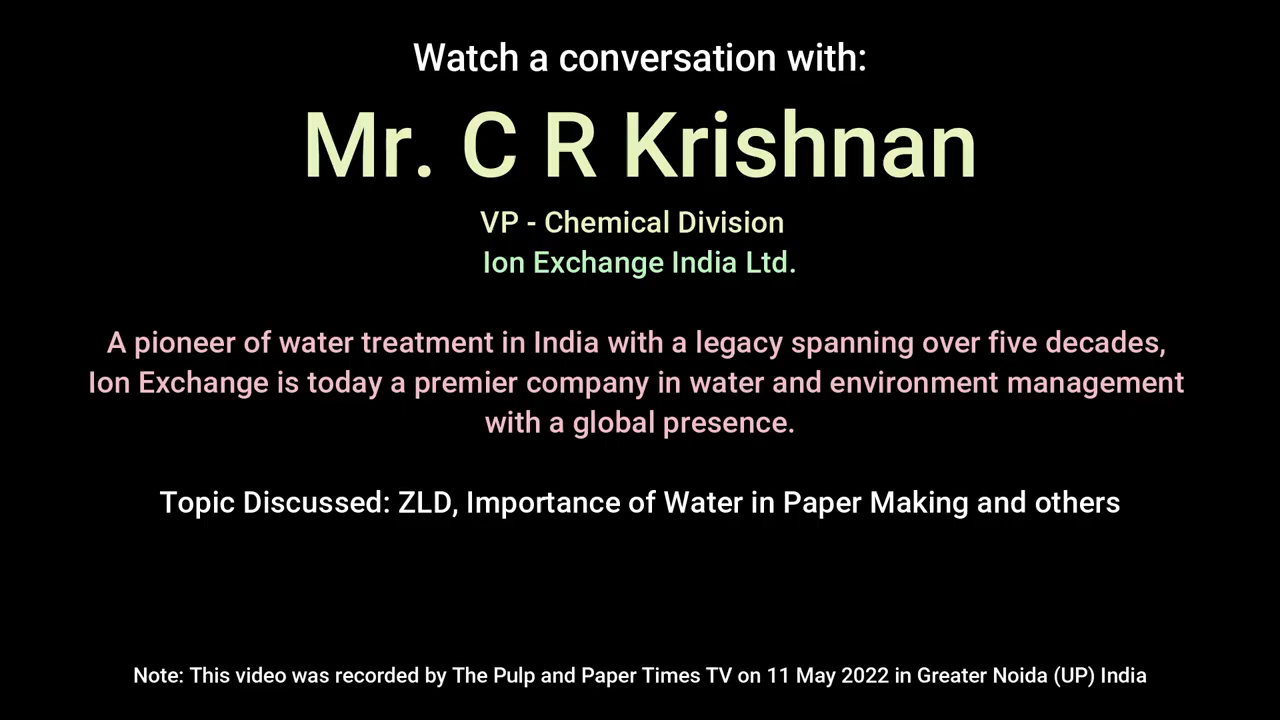 Watch a conversation with:
Mr. C R Krishnan
VP - Chemical Division
Ion Exchange India Ltd.
A pioneer of water treatment in India with a legacy spanning over five decades,
Ion Exchange is today a premier company in water and environment management
with a global presence.
Topic Discussed: ZLD, Importance of Water in Paper Making and others
Note: This video was recorded by The Pulp and Paper Times TV on 11 May 2022 in Greater Noida (UP) India